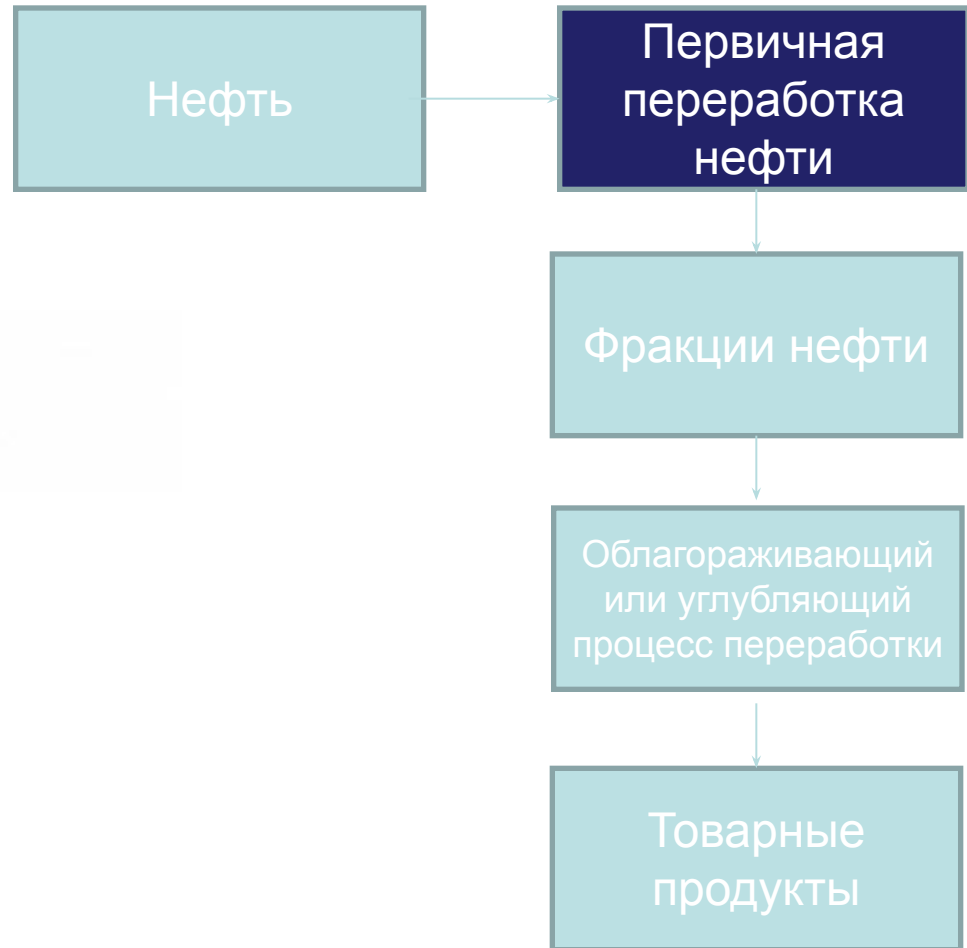 Нефть
Первичная
переработка
нефти
Фракции нефти
Облагораживающий
или углубляющий
процесс переработки
Товарные
продукты